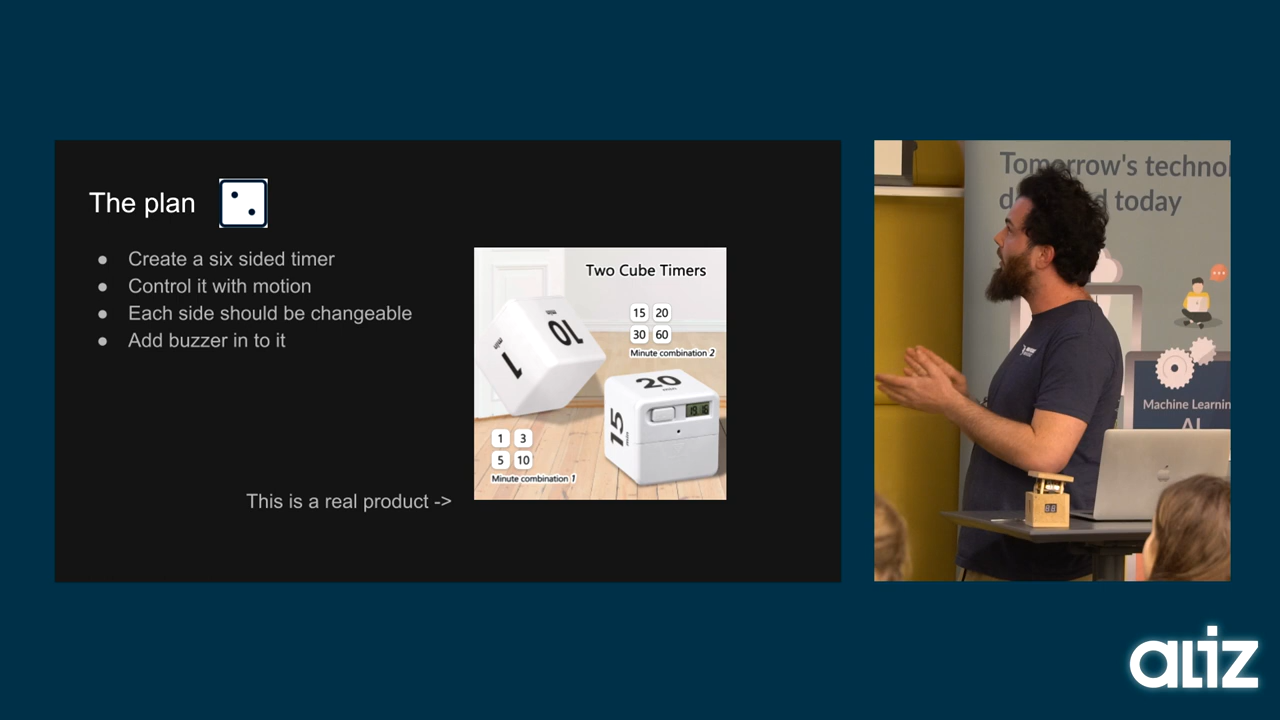 The plan
● Create a six sided timer
● Control it with motion
● Each side should be changeable
● Add buzzer in to it
This is a real product ->
Two Cube Timers
15 20
30 60
Minute combination 2
10
1
20
15
1 3
5 10
Minute combination 1
Tomorrow's technol
today
Machine Learnin
AI
aliz